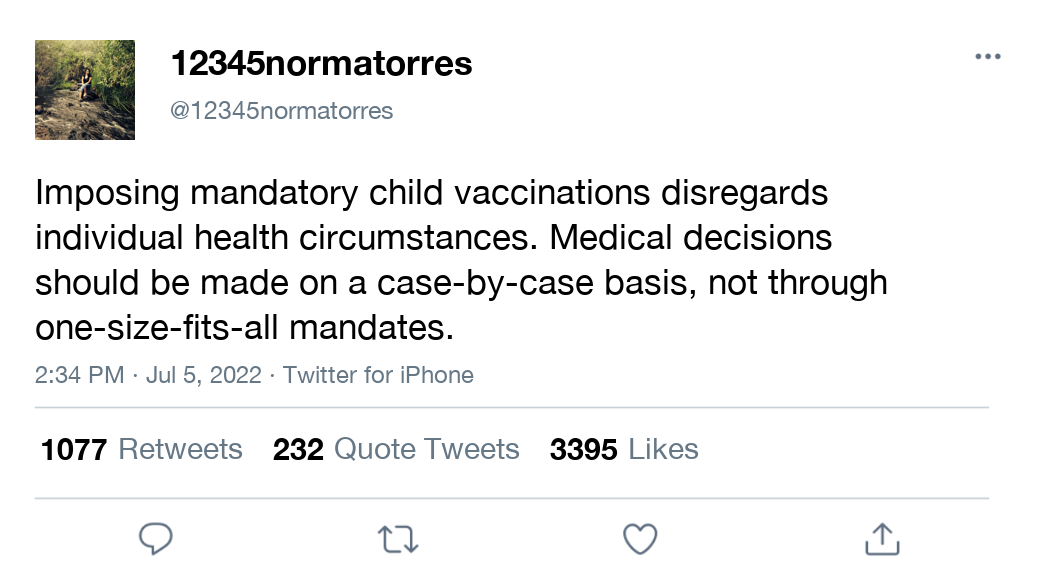 12345normatorres
@12345normatorres
Imposing mandatory child vaccinations disregards
individual health circumstances. Medical decisions
should be made on a case-by-case basis, not through
one-size-fits-all mandates.
2:34 PM · Jul 5, 2022 · Twitter for iPhone
1077 Retweets 232 Quote Tweets 3395 Likes